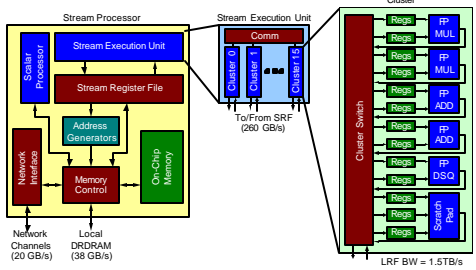 Cluster
Stream Processor
Stream Execution Unit
Scalar Processor
Stream Execution Unit
Stream Register File
Address
Generators
Network Interface
Memory
Control
On-Chip Memory
Network
Channels
(20 GB/s)
Local
DRDRAM
(38 GB/s)
Comm
Cluster 0
Cluster 1
Cluster 15
To/From SRF
(260 GB/s)
Cluster Switch
Regs
Regs
FP
MUL
Regs
Regs
FP
MUL
Regs
Regs
FP
ADD
Regs
Regs
FP
ADD
Regs
Regs
FP
DSQ
Regs
Regs
Regs
Scratch Pad
LRF BW = 1.5TB/s